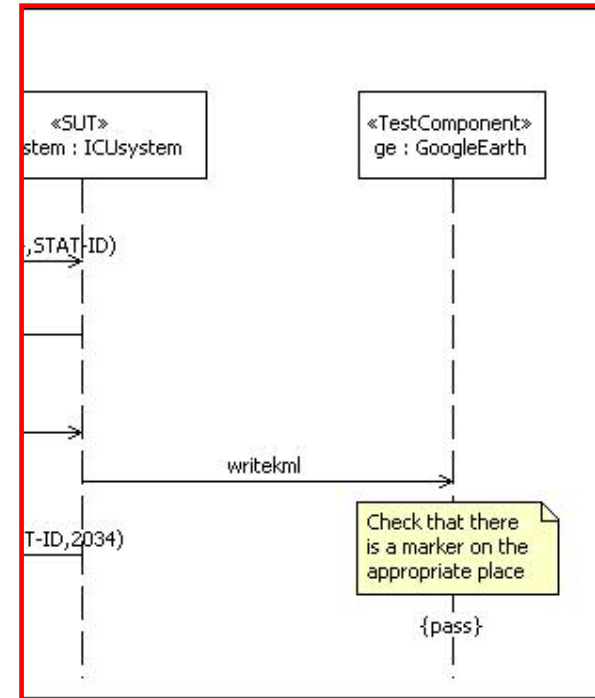 «SUT»
stem : ICUsystem
«TestComponent»
ge : GoogleEarth
,STAT-ID)
writekml
T-ID,2034)
Check that there
is a marker on the
appropriate place
{pass}